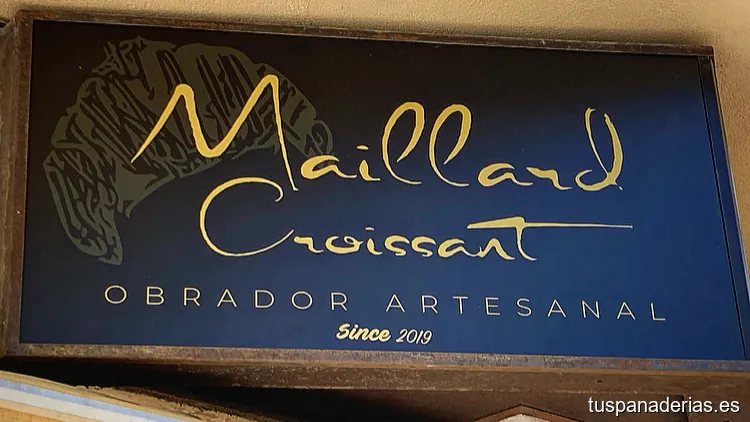 Maillard
Croissant
OBRADOR ARTESANAL
Since 2019
tuspanaderias.es